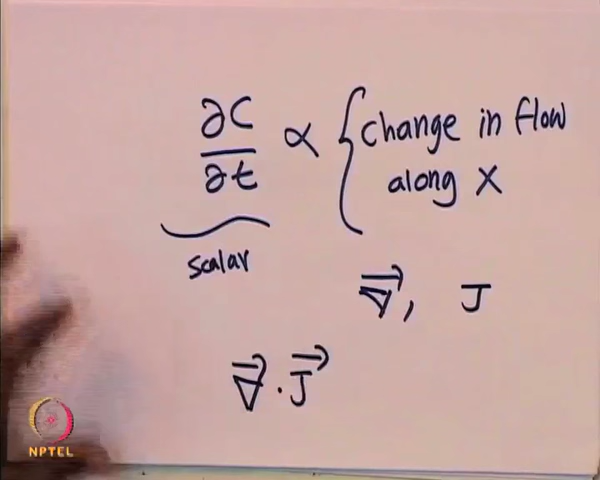 ∂C/∂t ∝ { change in flow
along X
scalar
∇⃗, J
∇⃗ . J⃗
NPTEL